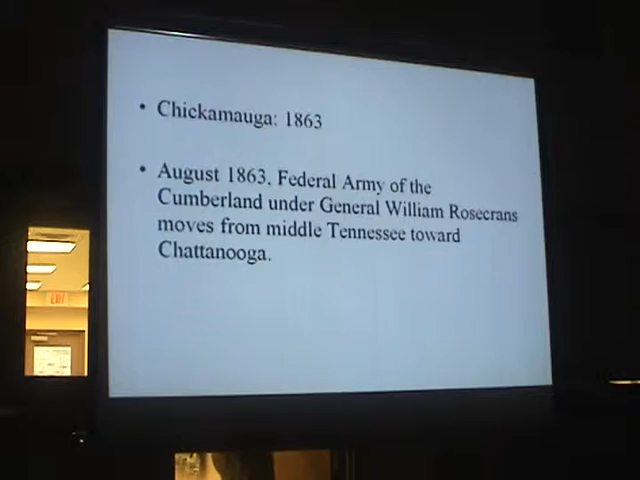 • Chickamauga: 1863
• August 1863, Federal Army of the
Cumberland under General William Rosecrans
moves from middle Tennessee toward
Chattanooga.
EXIT